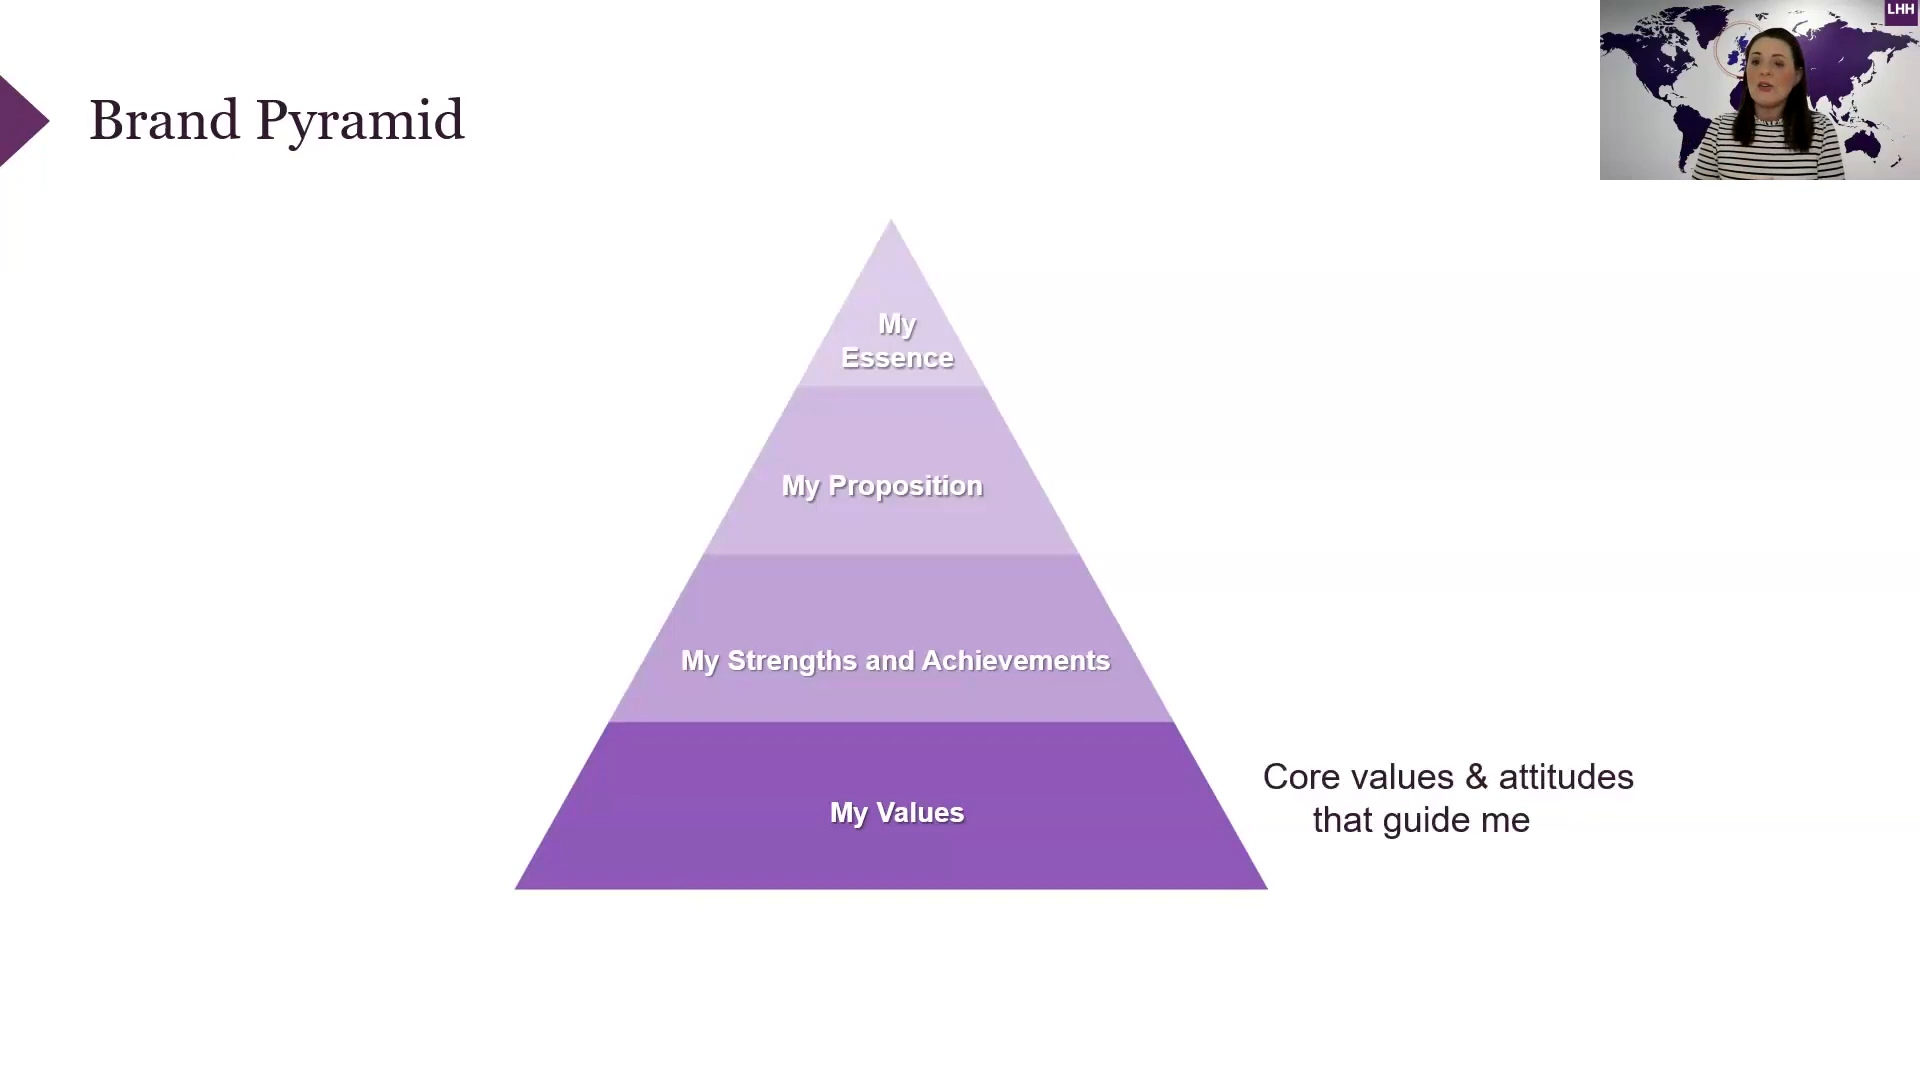 LHH
Brand Pyramid
My
Essence
My Proposition
My Strengths and Achievements
My Values
Core values & attitudes
that guide me